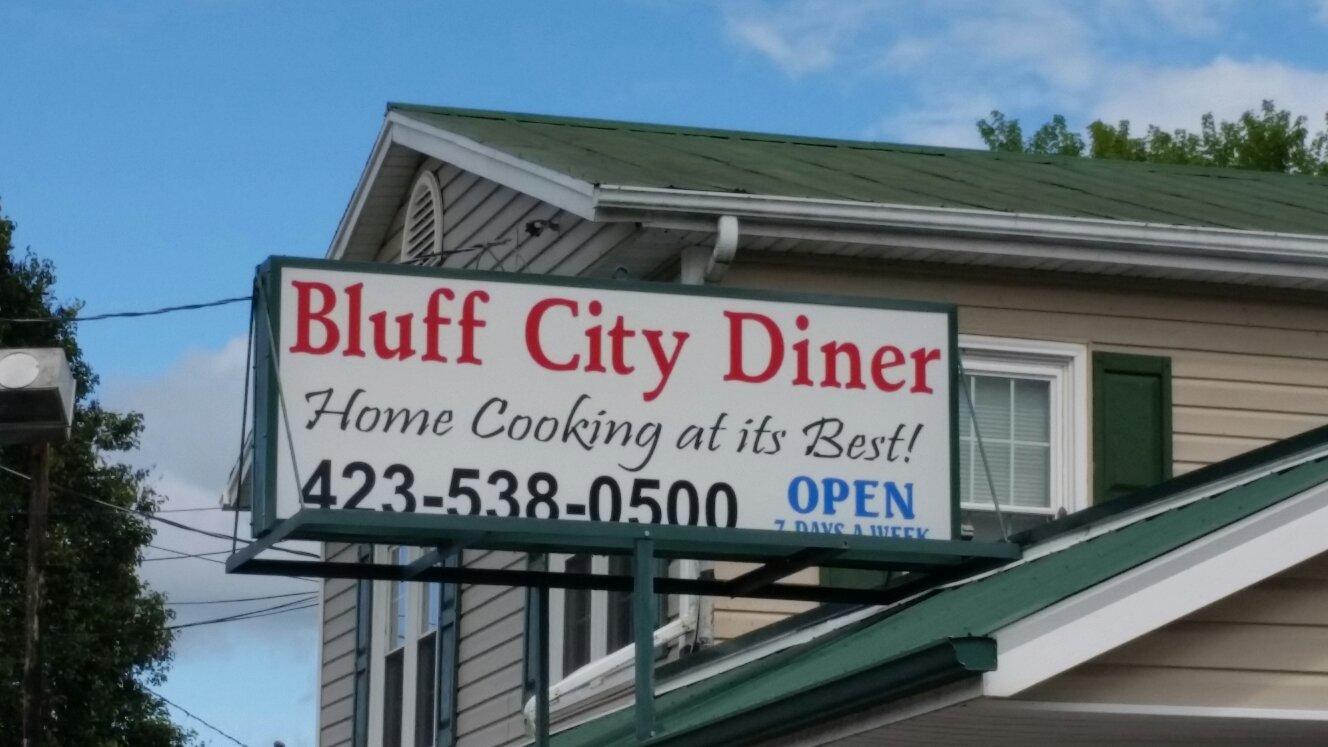 Bluff City Diner
Home Cooking at its Best!
423-538-0500
OPEN
7 DAYS A WEEK